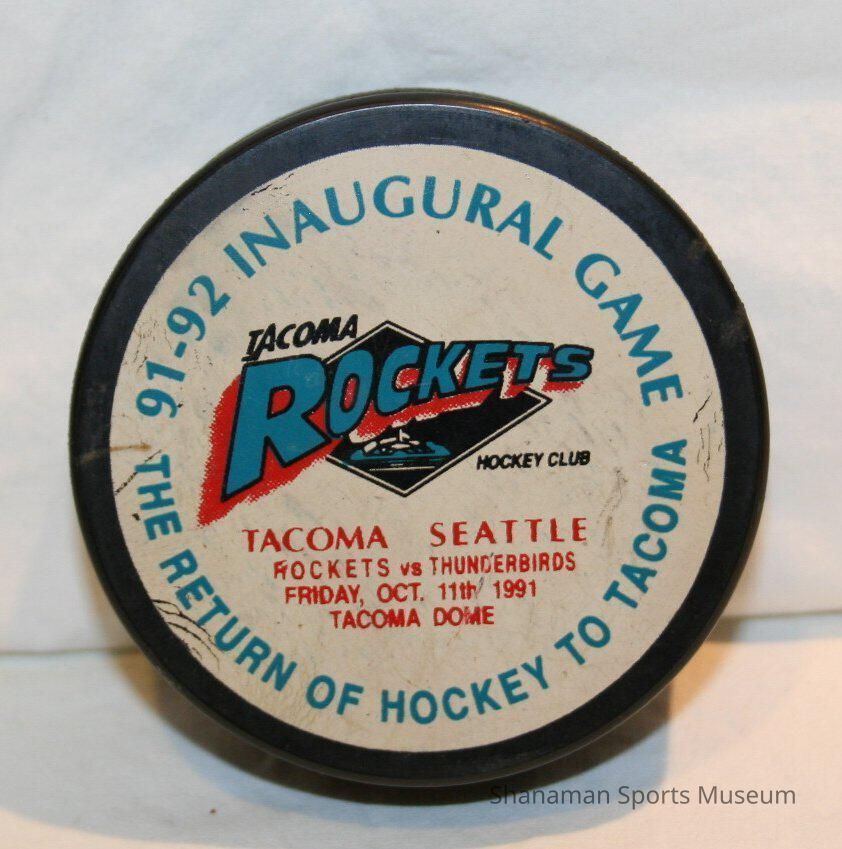 91-92 INAUGURAL GAME
TACOMA
ROCKETS
HOCKEY CLUB
TACOMA SEATTLE
ROCKETS vs THUNDERBIRDS
FRIDAY, OCT. 11th 1991
TACOMA DOME
THE RETURN OF HOCKEY TO TACOMA
Shanaman Sports Museum